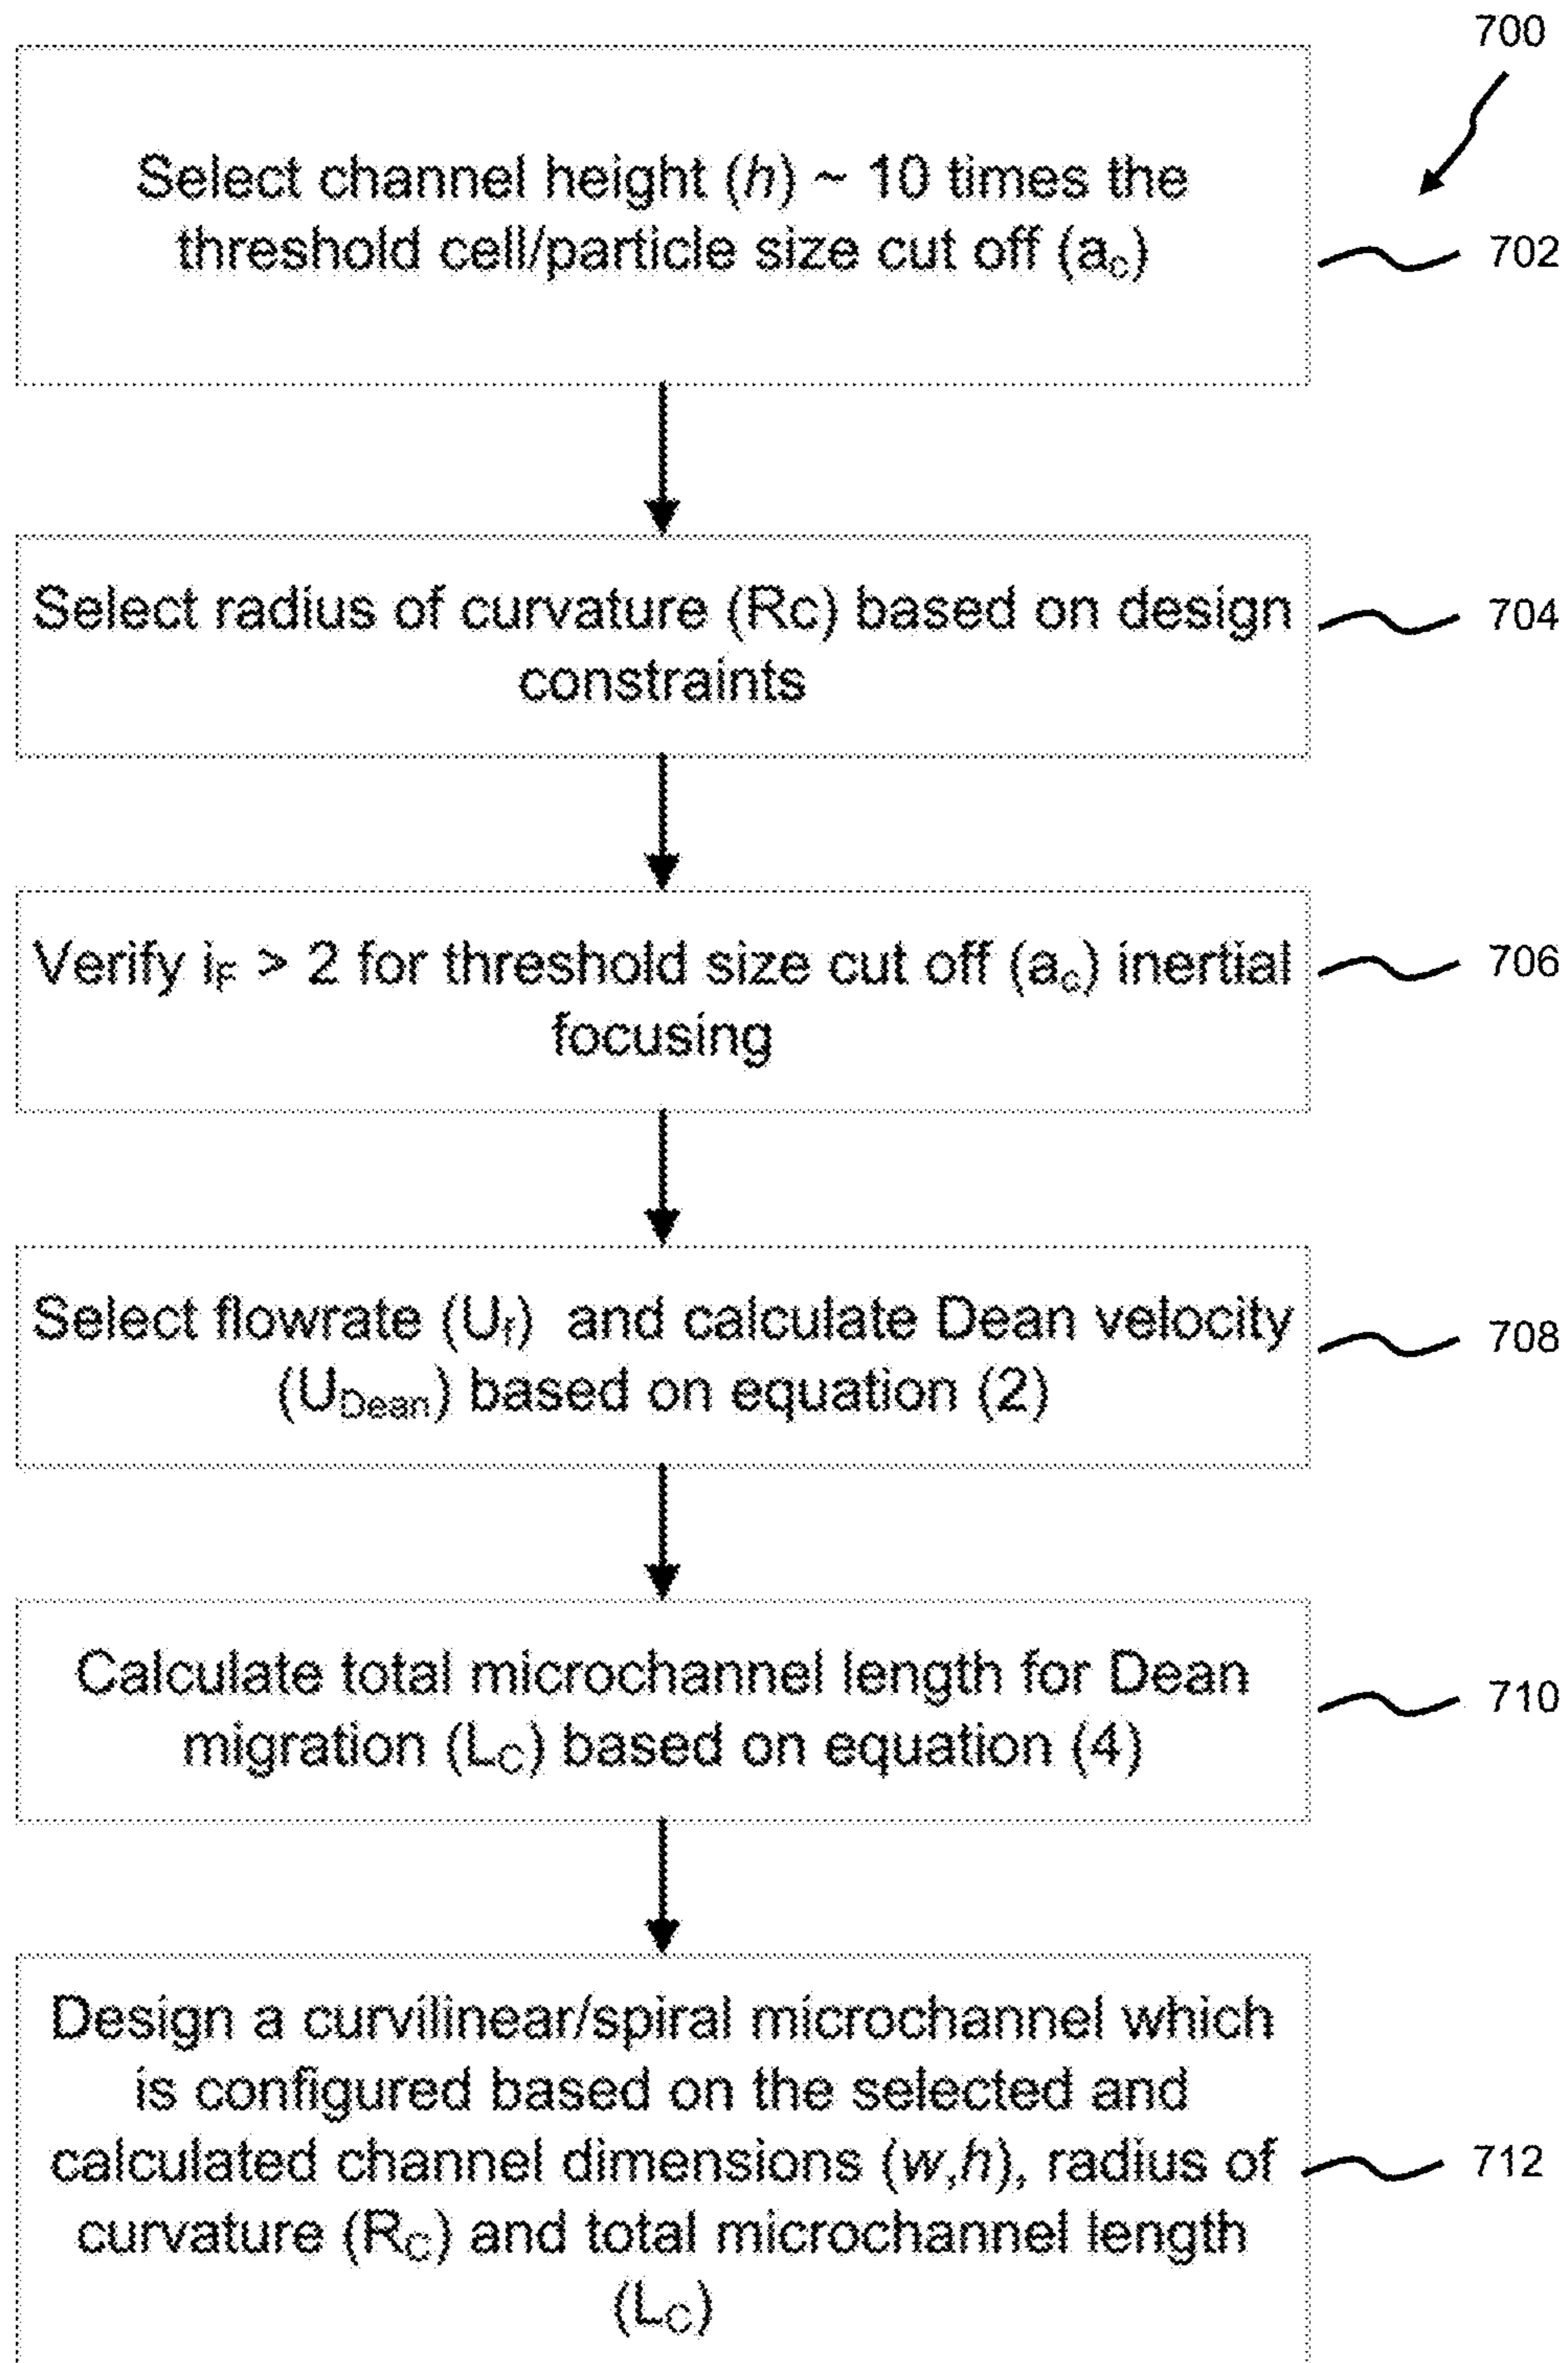 700
Select channel height (h) ~ 10 times the
threshold cell/particle size cut off (ac)
702
Select radius of curvature (Rc) based on design
constraints
704
Verify iF > 2 for threshold size cut off (ac) inertial
focusing
706
Select flowrate (Uf) and calculate Dean velocity
(UDean) based on equation (2)
708
Calculate total microchannel length for Dean
migration (LC) based on equation (4)
710
Design a curvilinear/spiral microchannel which
is configured based on the selected and
calculated channel dimensions (w,h), radius of
curvature (RC) and total microchannel length
(LC)
712